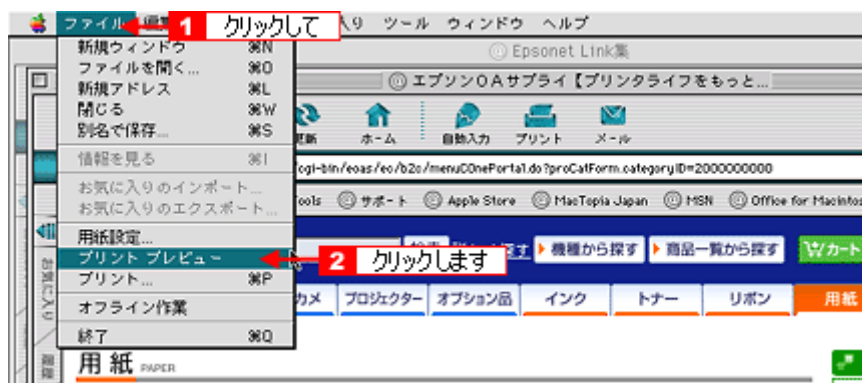 ファイル 1 クリックして 入り ツール ウィンドウ ヘルプ
新規ウィンドウ ⌘N
ファイルを開く... ⌘O
新規アドレス ⌘L
閉じる ⌘W
別名で保存... ⌘S
情報を見る ⌘I
お気に入りのインポート...
お気に入りのエクスポート...
用紙設定...
プリント プレビュー
プリント... ⌘P
オフライン作業
終了 ⌘Q
Epsonet Link集
エプソンOAサプライ【プリンタライフをもっと...
更新 ホーム 自動入力 プリント メール
/cgi-bin/eoas/eo/b2c/menuCOnePortal.do?proCatForm.categoryID=2000000000
ools サポート Apple Store MacTopia Japan MSN Office for Macintos
す 機種から探す 商品一覧から探す カート
2 クリックします
カメ プロジェクター オプション品 インク トナー リボン 用紙
お気に入り
履歴
用紙 PAPER